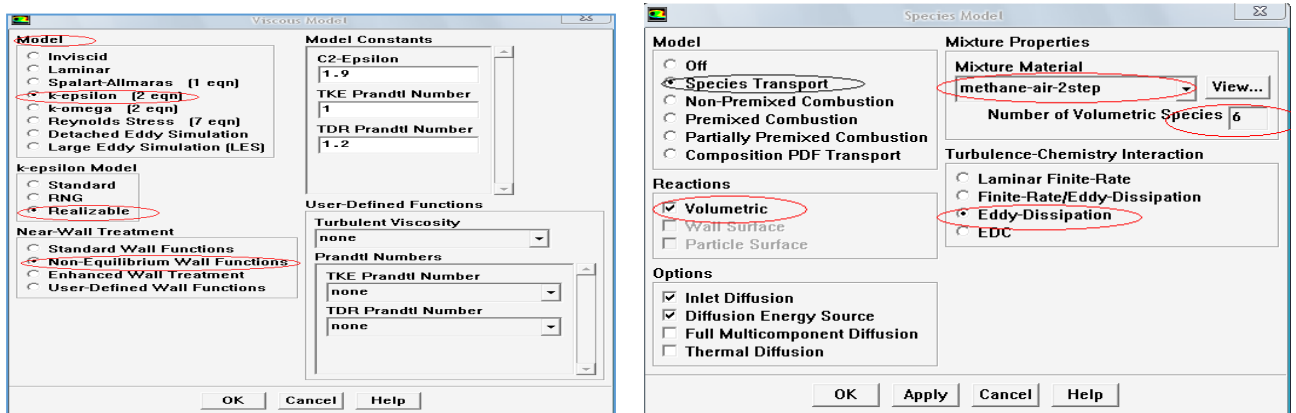 Viscous Model
Model
Inviscid
Laminar
Spalart-Allmaras (1 eqn)
k-epsilon (2 eqn)
k-omega (2 eqn)
Reynolds Stress (7 eqn)
Detached Eddy Simulation
Large Eddy Simulation (LES)
k-epsilon Model
Standard
RNG
Realizable
Near-Wall Treatment
Standard Wall Functions
Non-Equilibrium Wall Functions
Enhanced Wall Treatment
User-Defined Wall Functions
Model Constants
C2-Epsilon
1.9
TKE Prandtl Number
1
TDR Prandtl Number
1.2
User-Defined Functions
Turbulent Viscosity
none
Prandtl Numbers
TKE Prandtl Number
none
TDR Prandtl Number
none
OK Cancel Help
Species Model
Model
Off
Species Transport
Non-Premixed Combustion
Premixed Combustion
Partially Premixed Combustion
Composition PDF Transport
Reactions
Volumetric
Wall Surface
Particle Surface
Options
Inlet Diffusion
Diffusion Energy Source
Full Multicomponent Diffusion
Thermal Diffusion
Mixture Properties
Mixture Material
methane-air-2step View...
Number of Volumetric Species 6
Turbulence-Chemistry Interaction
Laminar Finite-Rate
Finite-Rate/Eddy-Dissipation
Eddy-Dissipation
EDC
OK Apply Cancel Help